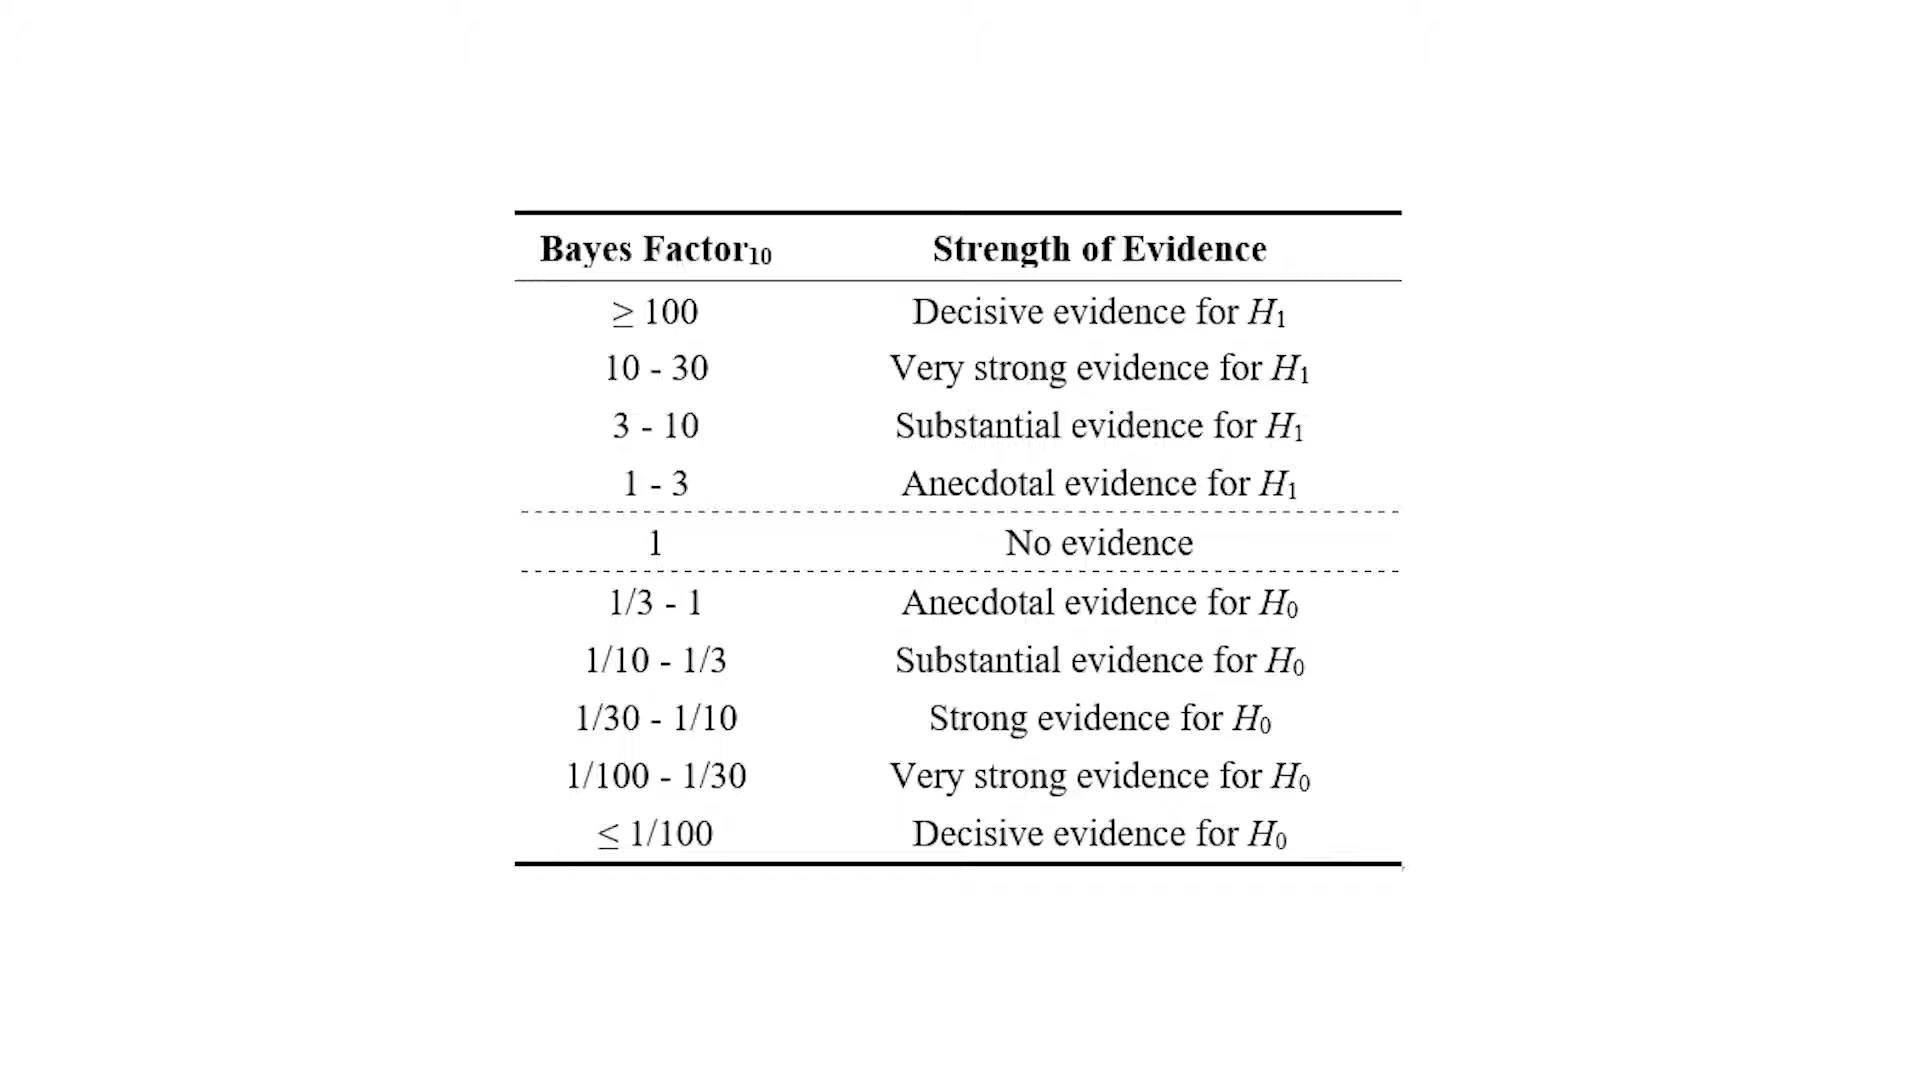 Bayes Factor₁₀ Strength of Evidence
≥ 100 Decisive evidence for H₁
10 - 30 Very strong evidence for H₁
3 - 10 Substantial evidence for H₁
1 - 3 Anecdotal evidence for H₁
1 No evidence
1/3 - 1 Anecdotal evidence for H₀
1/10 - 1/3 Substantial evidence for H₀
1/30 - 1/10 Strong evidence for H₀
1/100 - 1/30 Very strong evidence for H₀
≤ 1/100 Decisive evidence for H₀